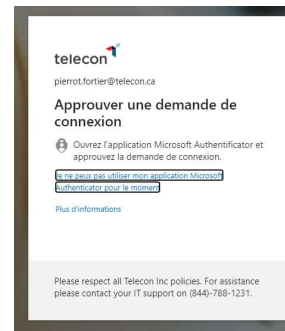 telecon
pierrot.fortier@telecon.ca
Approuver une demande de
connexion
Ouvrez l'application Microsoft Authentificator et
approuvez la demande de connexion.
Je ne peux pas utiliser mon application Microsoft
Authenticator pour le moment
Plus d'informations
Please respect all Telecon Inc policies. For assistance
please contact your IT support on (844)-788-1231.